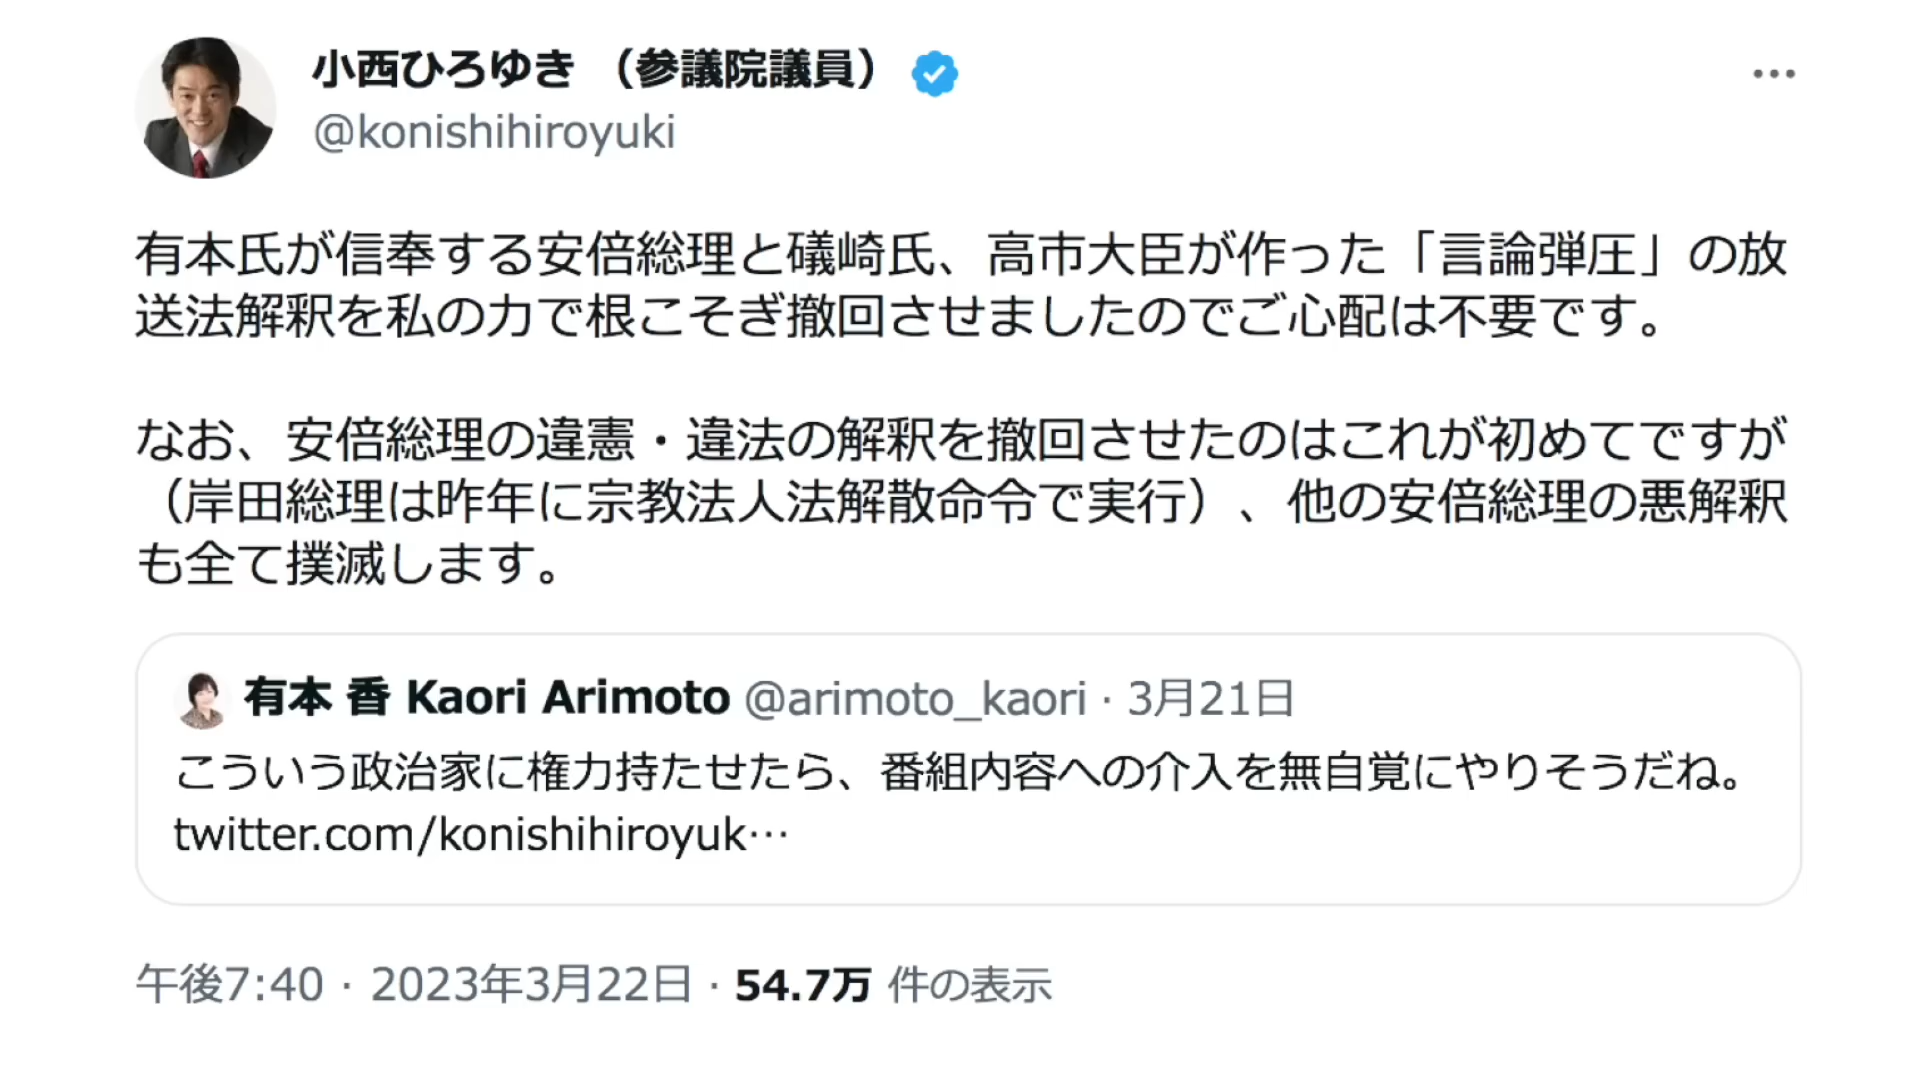 小西ひろゆき （参議院議員）
@konishihiroyuki
有本氏が信奉する安倍総理と礒崎氏、高市大臣が作った「言論弾圧」の放
送法解釈を私の力で根こそぎ撤回させましたのでご心配は不要です。
なお、安倍総理の違憲・違法の解釈を撤回させたのはこれが初めてですが
（岸田総理は昨年に宗教法人法解散命令で実行）、他の安倍総理の悪解釈
も全て撲滅します。
有本 香 Kaori Arimoto @arimoto_kaori · 3月21日
こういう政治家に権力持たせたら、番組内容への介入を無自覚にやりそうだね。
twitter.com/konishihiroyuk…
午後7:40 · 2023年3月22日 · 54.7万 件の表示